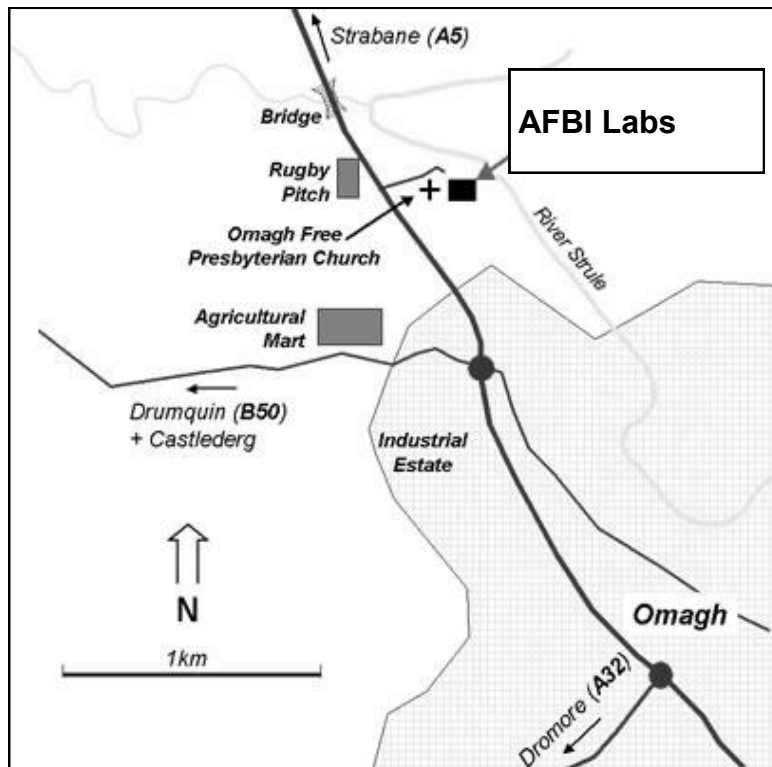 Strabane (A5)
AFBI Labs
Bridge
Rugby
Pitch
Omagh Free
Presbyterian Church
River Strule
Agricultural
Mart
Drumquin (B50)
+ Castlederg
Industrial
Estate
N
1km
Omagh
Dromore (A32)